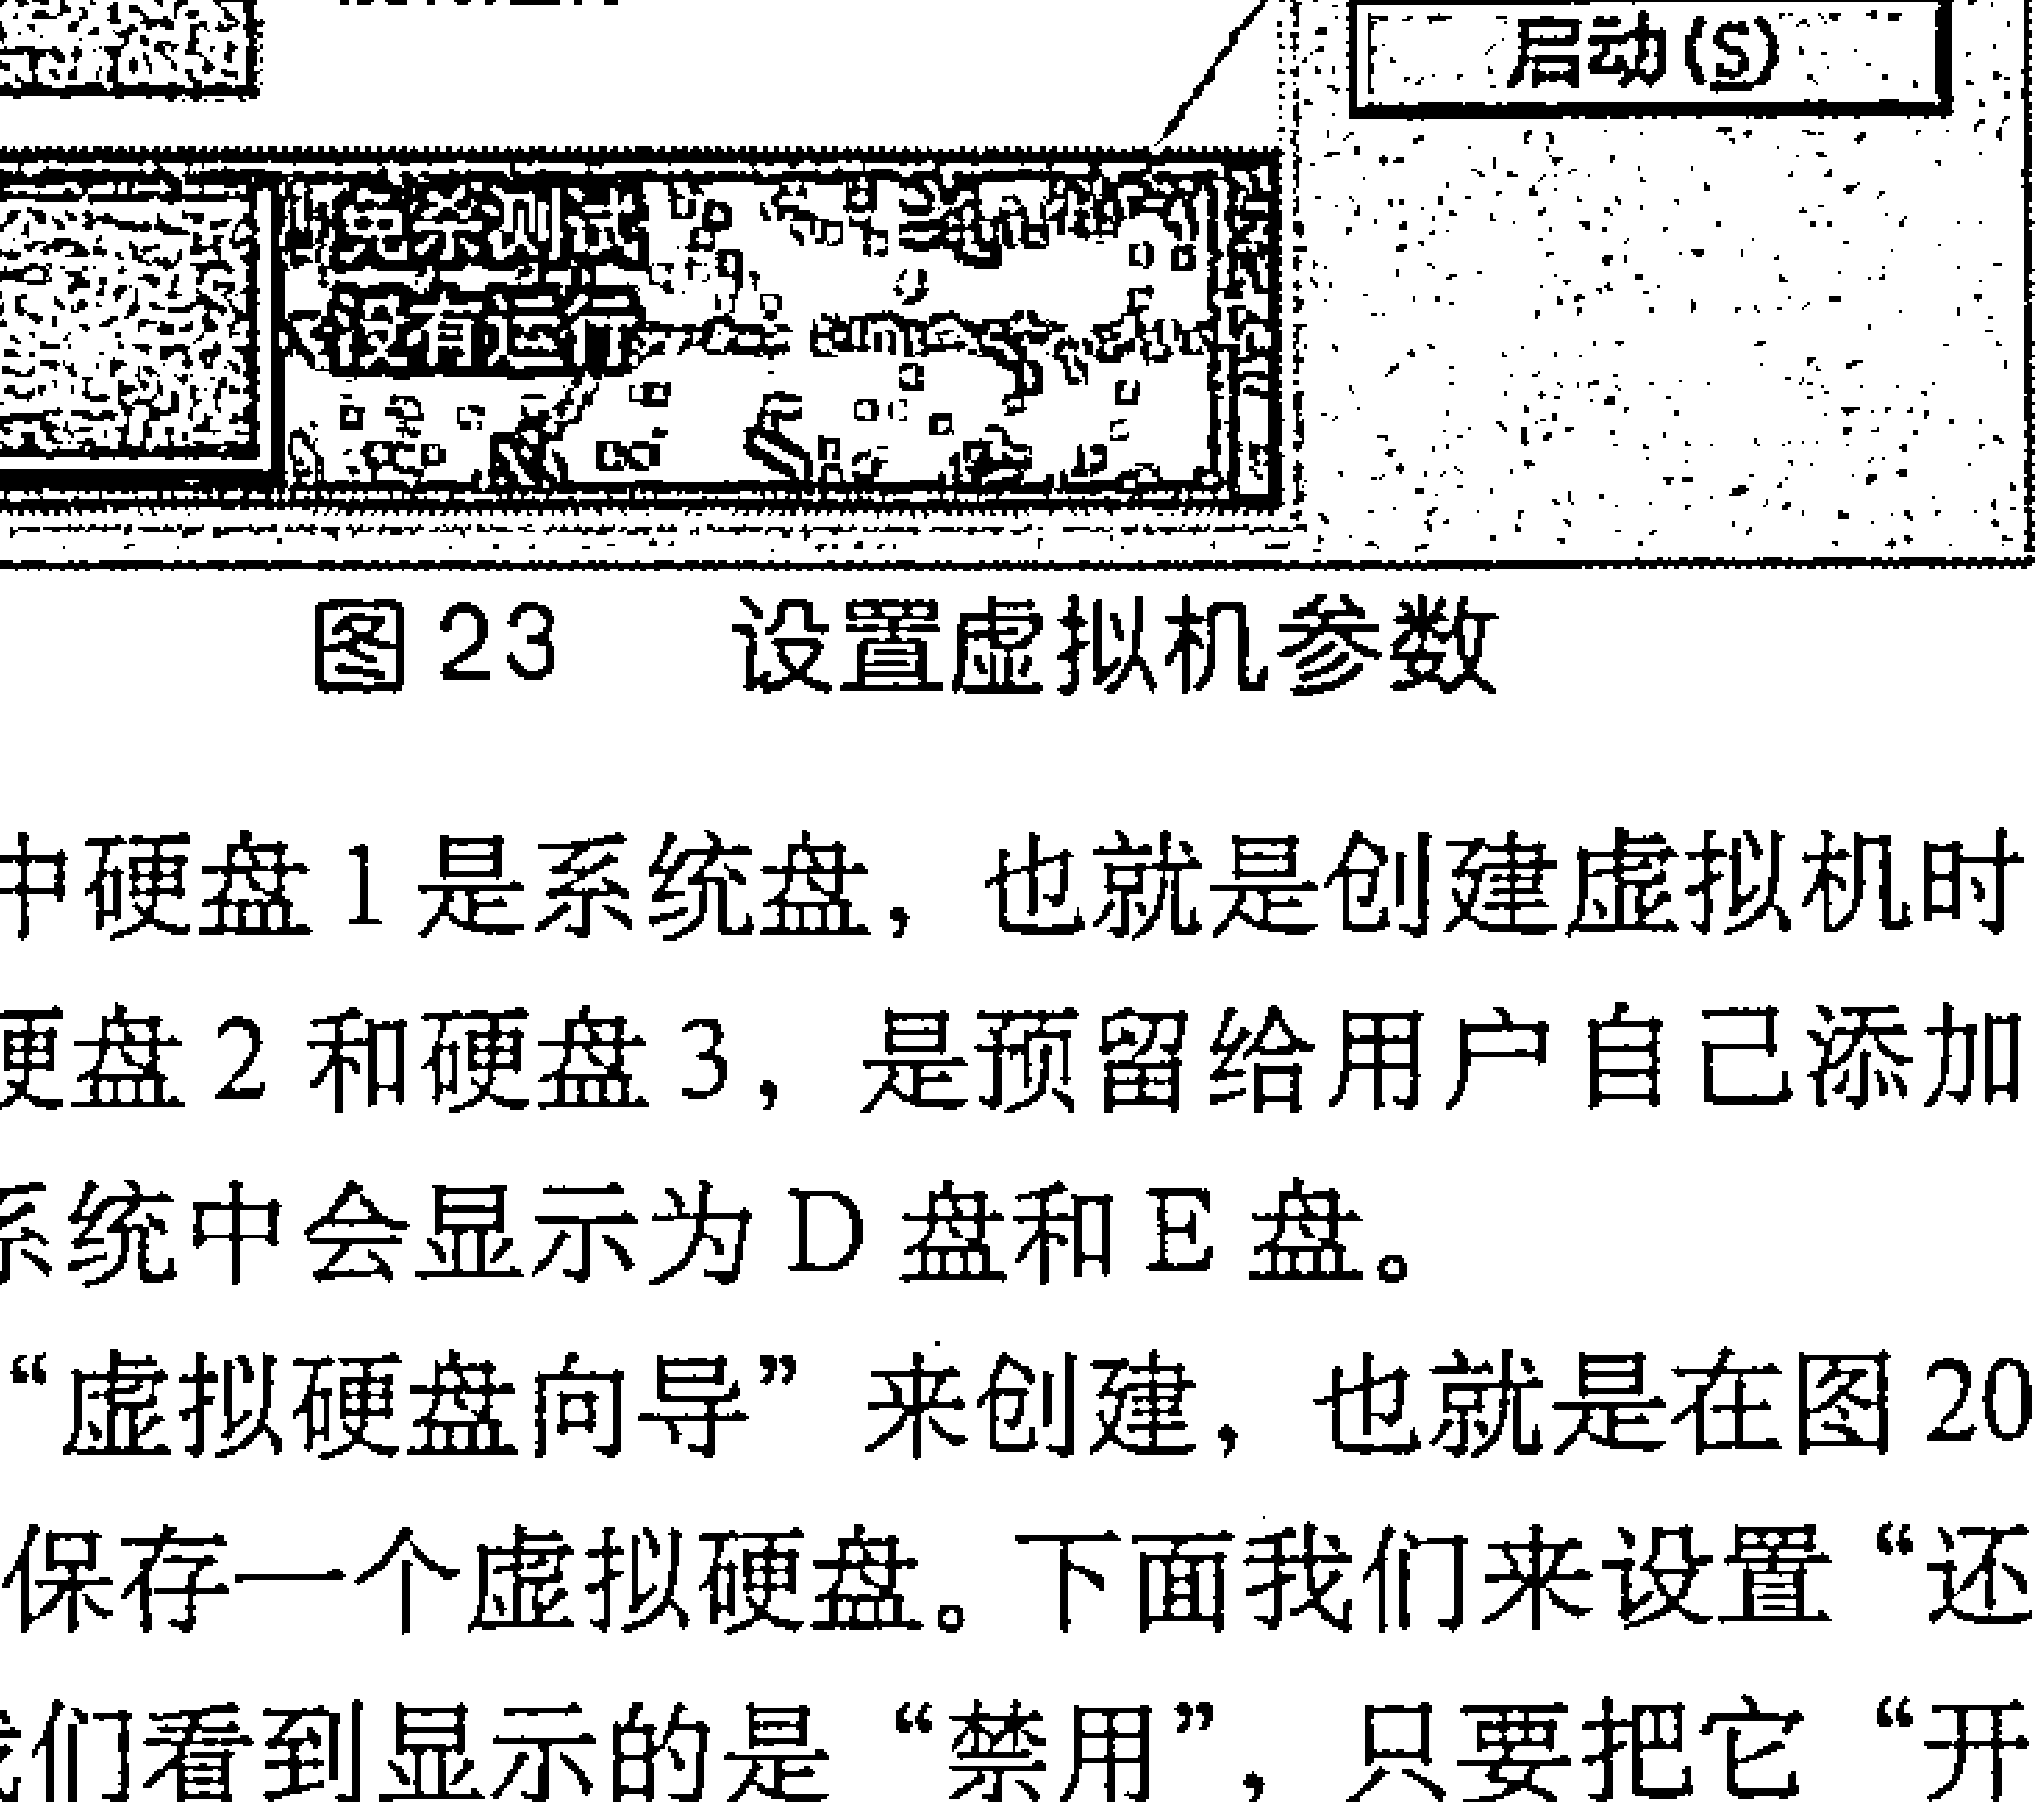 启动(S)
免杀测试
没有运行
图 23 设置虚拟机参数
中硬盘 1 是系统盘，也就是创建虚拟机时
硬盘 2 和硬盘 3，是预留给用户自己添加
系统中会显示为 D 盘和 E 盘。
“虚拟硬盘向导”来创建，也就是在图 20
保存一个虚拟硬盘。下面我们来设置“还
我们看到显示的是“禁用”，只要把它“开